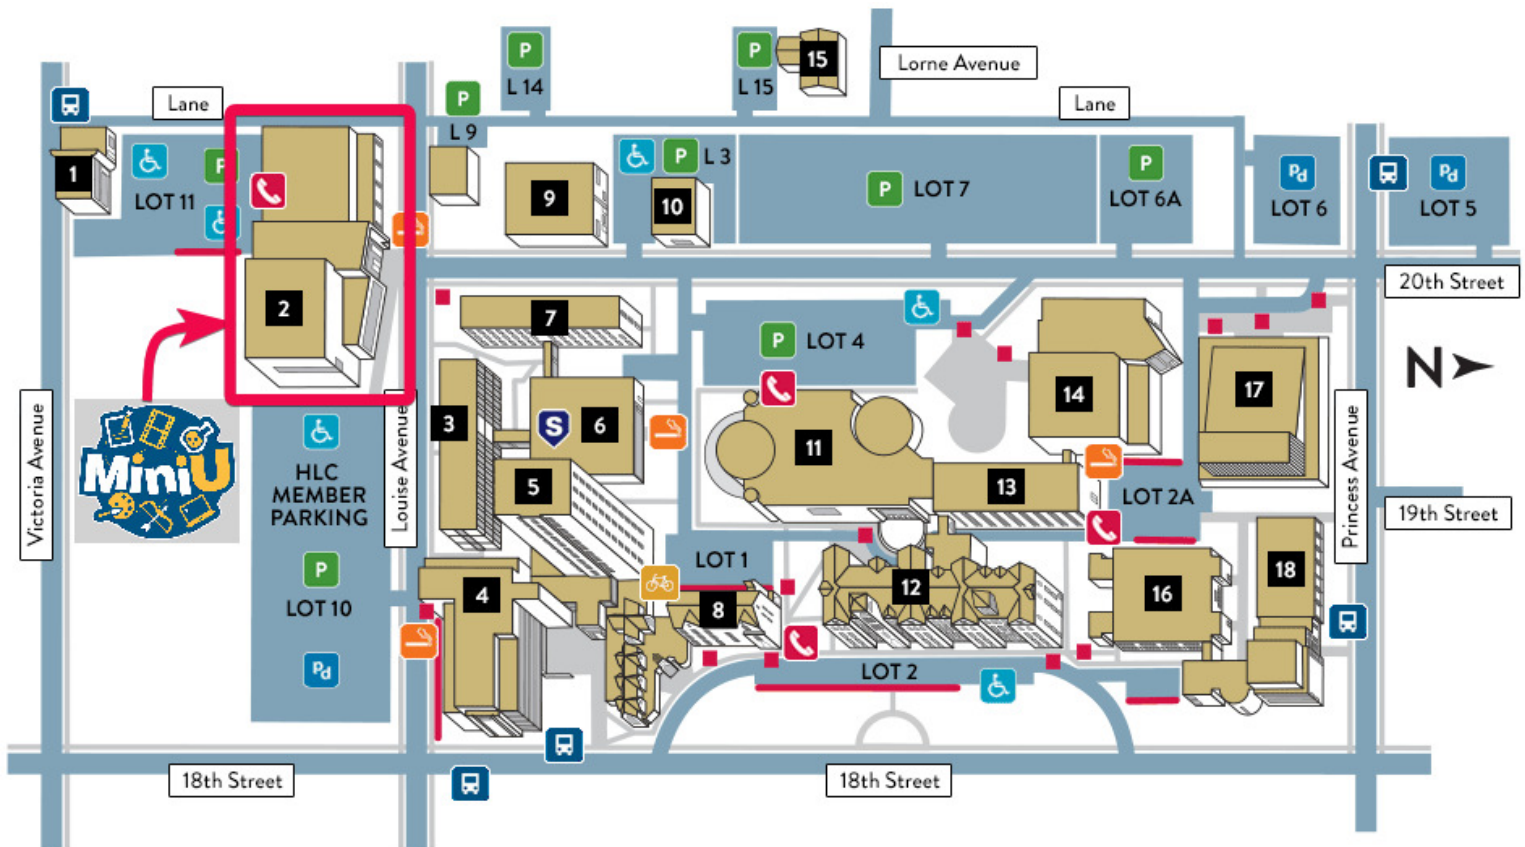 P
P
15
Lorne Avenue
L 14
L 15
Lane
P
Lane
L 9
1
P
LOT 11
9
P
L 3
10
P
LOT 7
P
LOT 6A
Pd
LOT 6
Pd
LOT 5
20th Street
2
7
P
LOT 4
N
14
17
Victoria Avenue
MiniU
HLC
MEMBER
PARKING
Louise Avenue
3
S
6
5
11
13
LOT 2A
Princess Avenue
19th Street
P
LOT 10
Pd
4
LOT 1
8
12
16
18
LOT 2
18th Street
18th Street